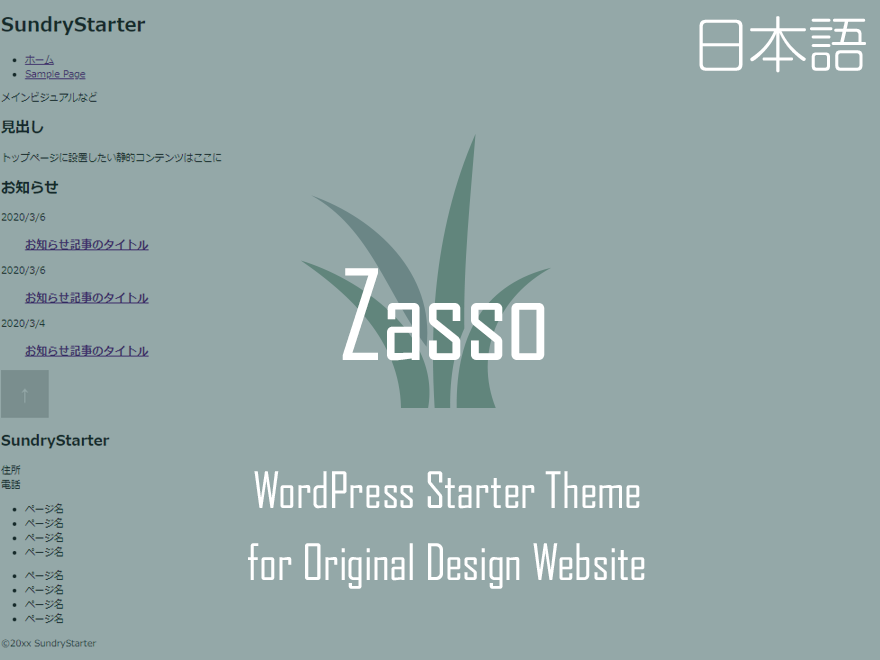 SundryStarter
日本語
ホーム
Sample Page
メインビジュアルなど
見出し
トップページに設置したい静的コンテンツはここに
お知らせ
2020/3/6
お知らせ記事のタイトル
2020/3/6
お知らせ記事のタイトル
2020/3/4
お知らせ記事のタイトル
↑
Zasso
WordPress Starter Theme
for Original Design Website
SundryStarter
住所
電話
ページ名
ページ名
ページ名
ページ名
ページ名
ページ名
ページ名
ページ名
©20xx SundryStarter